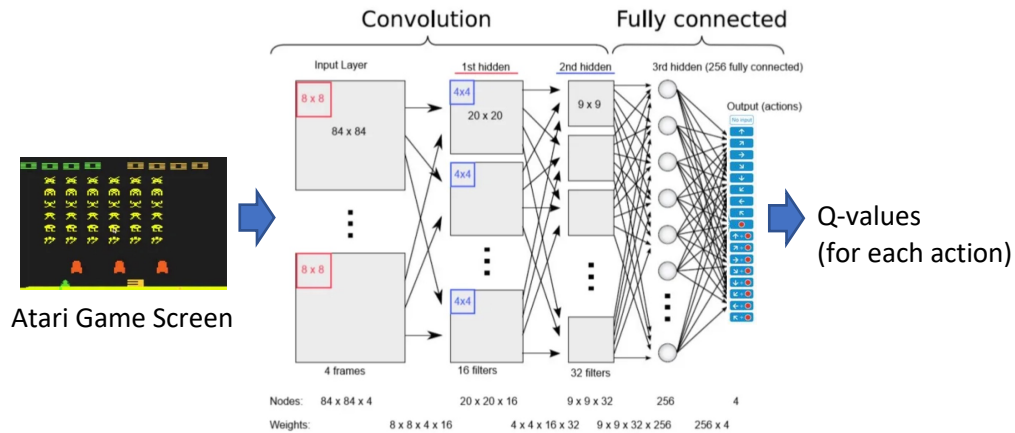 Convolution Fully connected
Input Layer 1st hidden 2nd hidden 3rd hidden (256 fully connected)
Output (actions)
No input
8 x 8
4x4
84 x 84
20 x 20
9 x 9
4x4
8 x 8
4x4
4 frames
16 filters
32 filters
Atari Game Screen
Q-values
(for each action)
Nodes: 84 x 84 x 4 20 x 20 x 16 9 x 9 x 32 256 4
Weights: 8 x 8 x 4 x 16 4 x 4 x 16 x 32 9 x 9 x 32 x 256 256 x 4